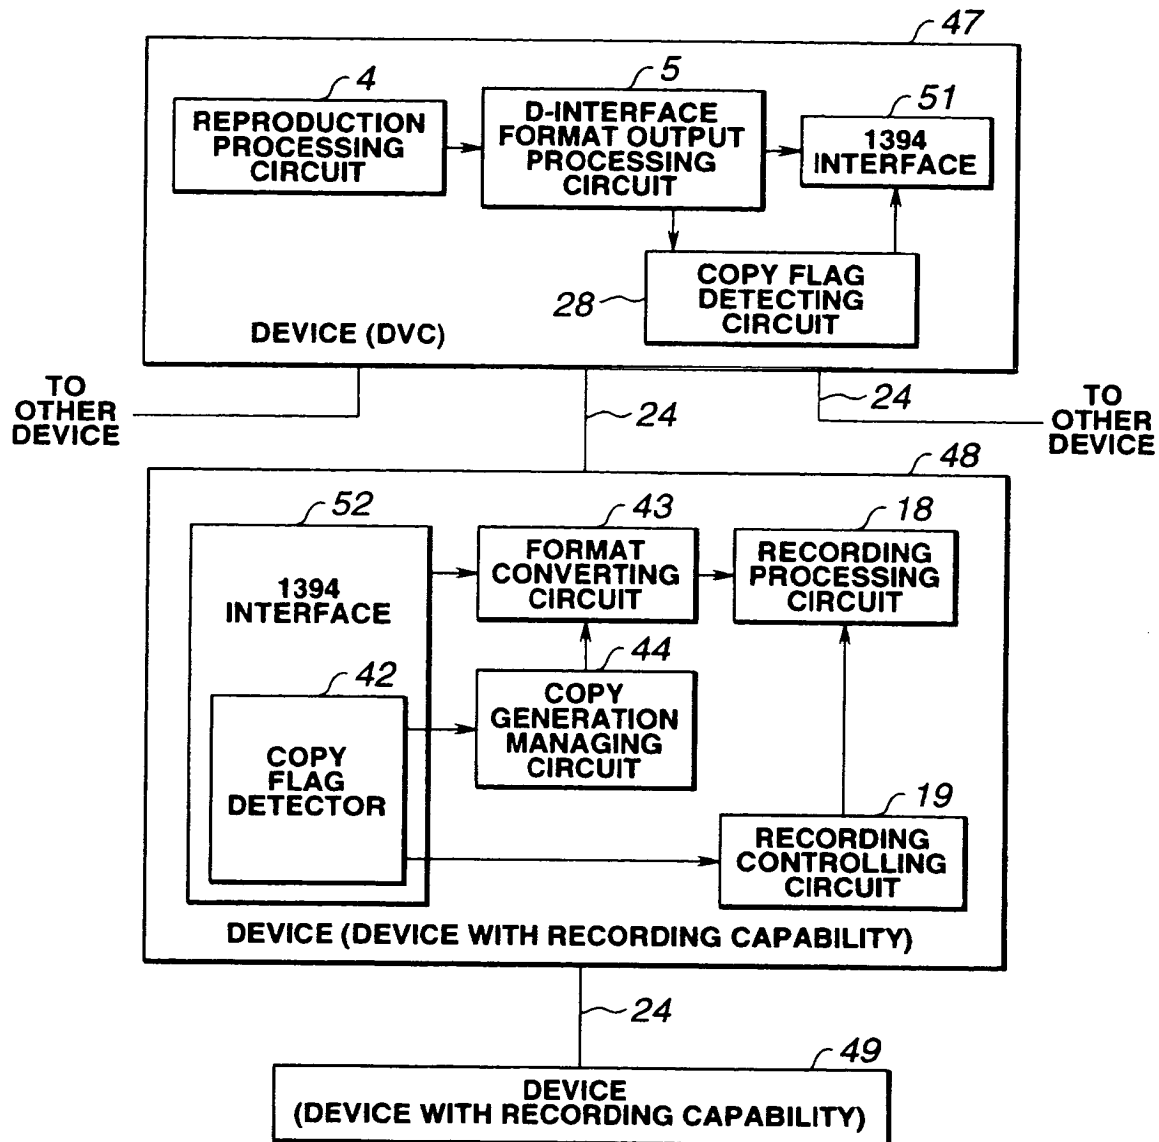 47
4
REPRODUCTION
PROCESSING
CIRCUIT
5
D-INTERFACE
FORMAT OUTPUT
PROCESSING
CIRCUIT
51
1394
INTERFACE
28
COPY FLAG
DETECTING
CIRCUIT
DEVICE (DVC)
TO
OTHER
DEVICE
24
24
TO
OTHER
DEVICE
48
52
1394
INTERFACE
43
FORMAT
CONVERTING
CIRCUIT
18
RECORDING
PROCESSING
CIRCUIT
42
COPY
FLAG
DETECTOR
44
COPY
GENERATION
MANAGING
CIRCUIT
19
RECORDING
CONTROLLING
CIRCUIT
DEVICE (DEVICE WITH RECORDING CAPABILITY)
24
49
DEVICE
(DEVICE WITH RECORDING CAPABILITY)